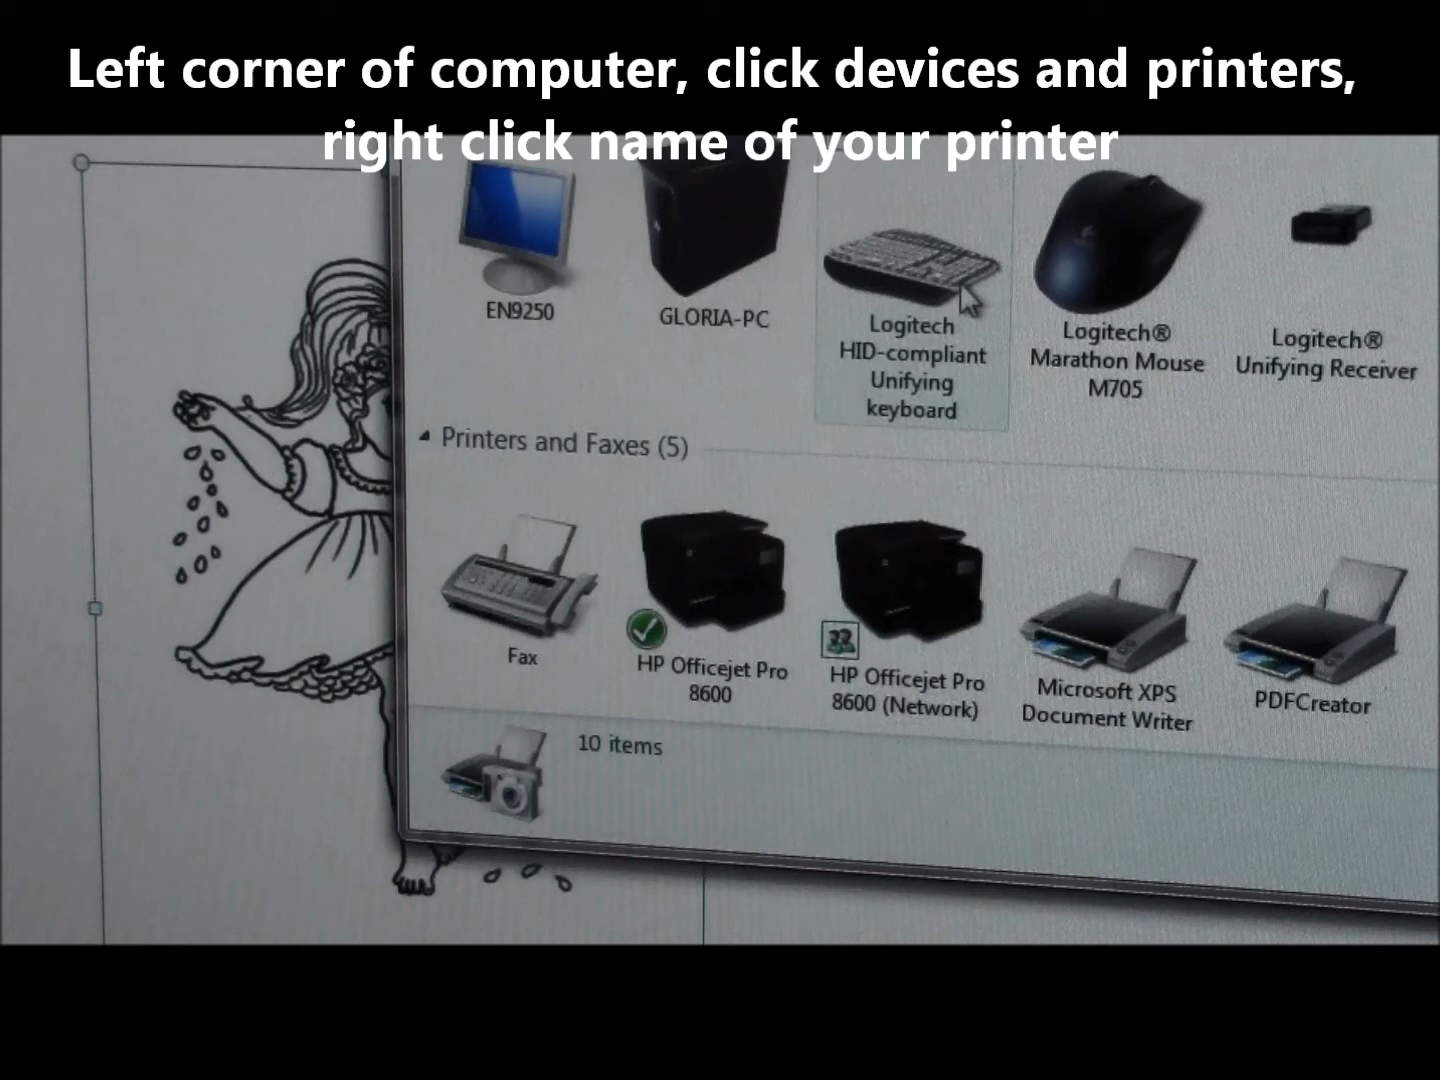 Left corner of computer, click devices and printers,
right click name of your printer
EN9250
GLORIA-PC
Logitech
HID-compliant
Unifying
keyboard
Logitech®
Marathon Mouse
M705
Logitech®
Unifying Receiver
Printers and Faxes (5)
Fax
HP Officejet Pro
8600
HP Officejet Pro
8600 (Network)
Microsoft XPS
Document Writer
PDFCreator
10 items